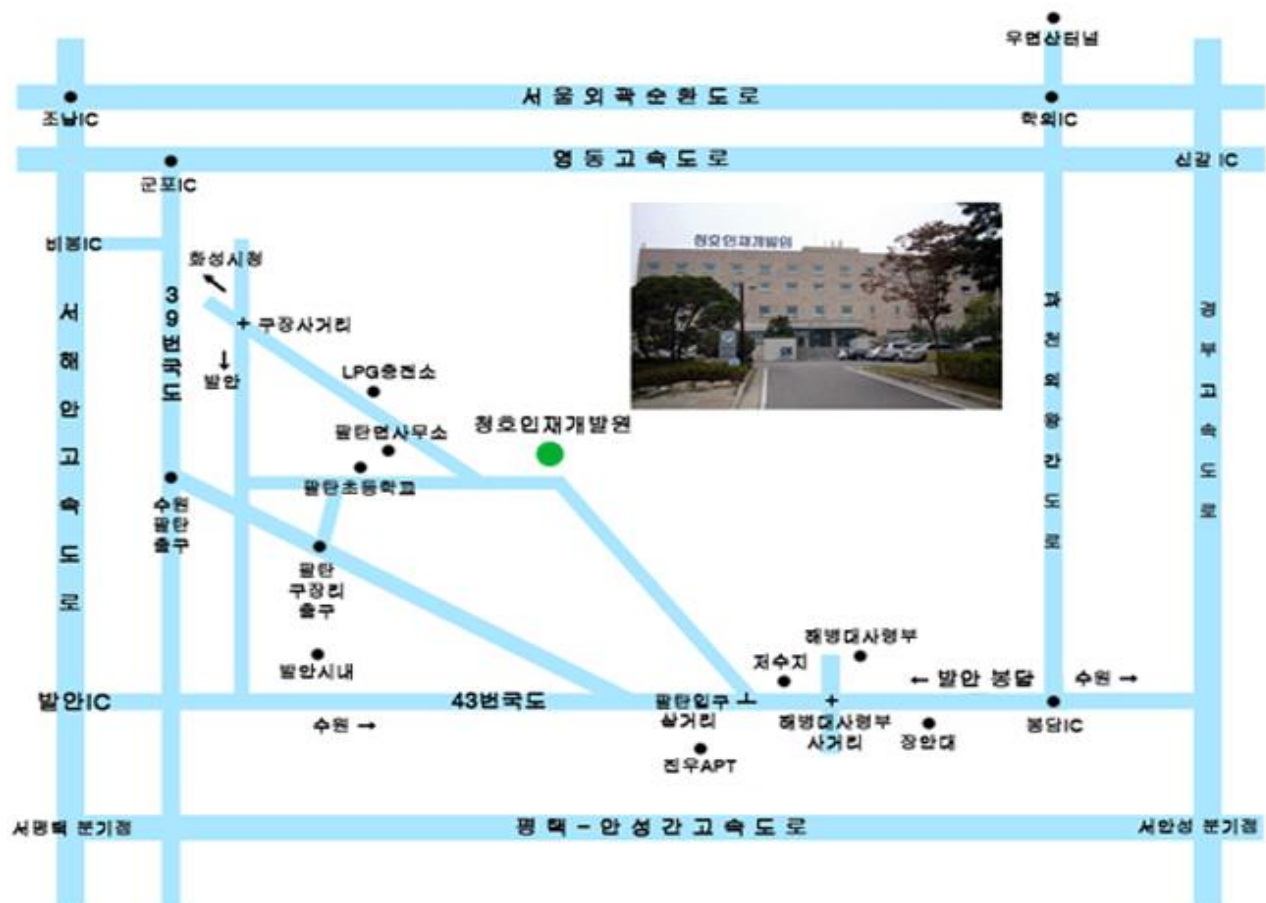 우면산터널
서울외곽순환도로
조남IC
학의IC
영동고속도로
신갈 IC
군포IC
비봉IC
청호인재개발원
화성시청
39번국도
구장사거리
서해안고속도로
과천의왕간도로
경부고속도로
발안
LPG충전소
팔탄면사무소
청호인재개발원
팔탄초등학교
수원
팔탄
출구
팔탄
구장리
출구
발안시내
해병대사령부
저수지
← 발안 봉담
수원 →
발안IC
43번국도
팔탄입구
삼거리
해병대사령부
사거리
장안대
봉담IC
수원 →
진우APT
서평택 분기점
평택-안성간고속도로
서안성 분기점